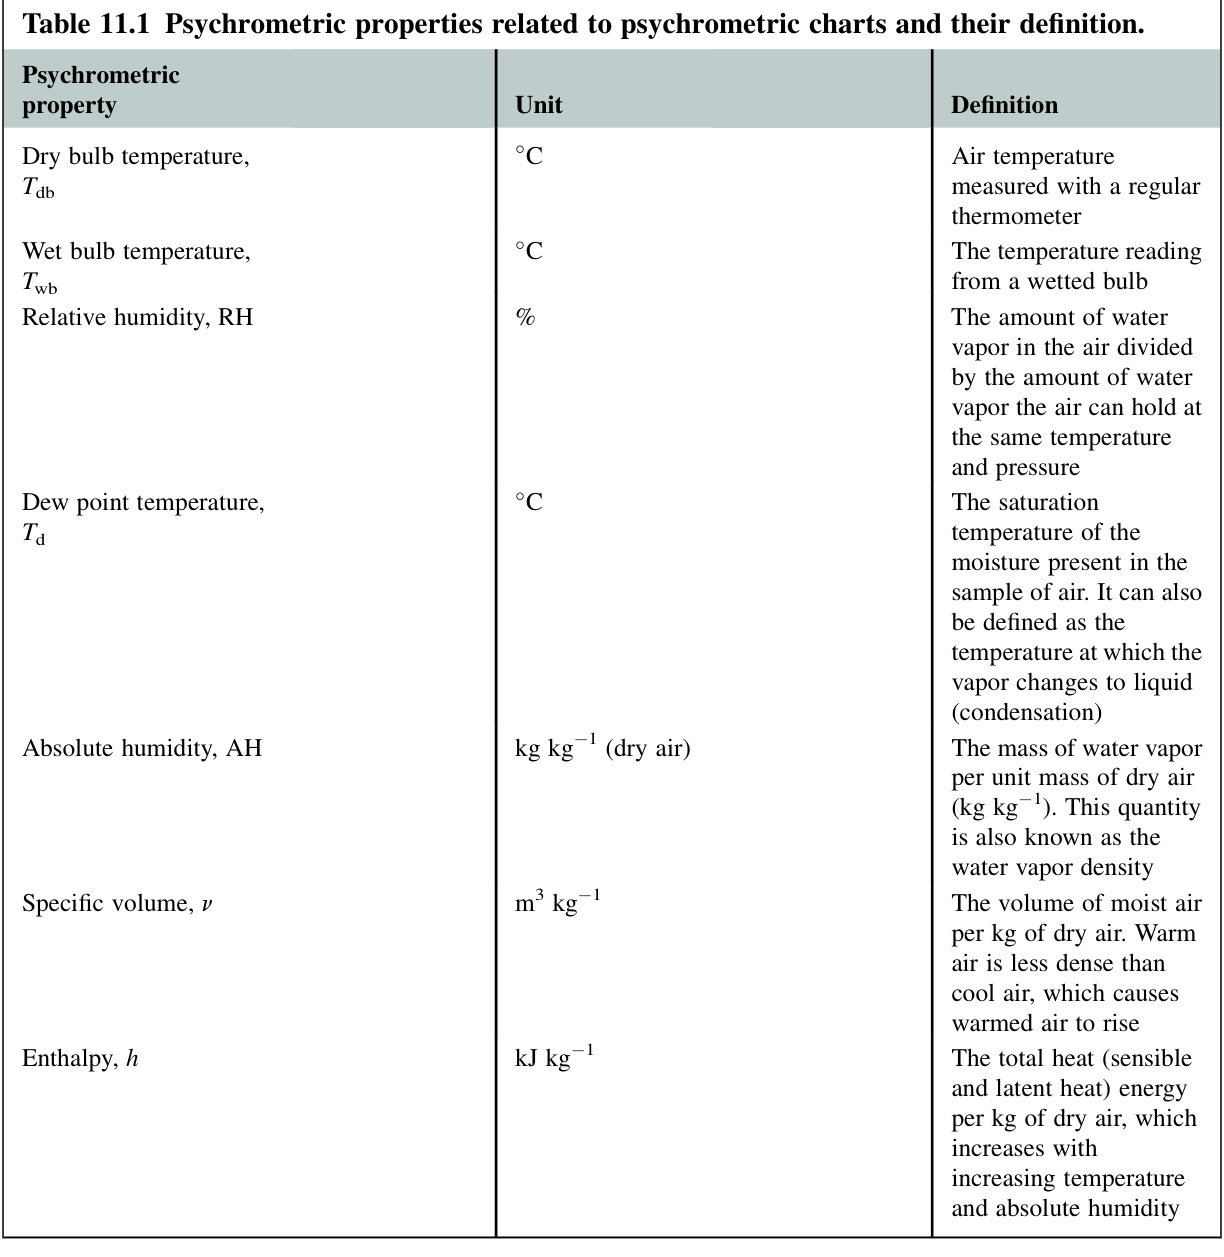 Table 11.1 Psychrometric properties related to psychrometric charts and their definition.
Psychrometric
property
Unit
Definition
Dry bulb temperature,
T_db
°C
Air temperature
measured with a regular
thermometer
Wet bulb temperature,
T_wb
°C
The temperature reading
from a wetted bulb
Relative humidity, RH
%
The amount of water
vapor in the air divided
by the amount of water
vapor the air can hold at
the same temperature
and pressure
Dew point temperature,
T_d
°C
The saturation
temperature of the
moisture present in the
sample of air. It can also
be defined as the
temperature at which the
vapor changes to liquid
(condensation)
Absolute humidity, AH
kg kg⁻¹ (dry air)
The mass of water vapor
per unit mass of dry air
(kg kg⁻¹). This quantity
is also known as the
water vapor density
Specific volume, ν
m³ kg⁻¹
The volume of moist air
per kg of dry air. Warm
air is less dense than
cool air, which causes
warmed air to rise
Enthalpy, h
kJ kg⁻¹
The total heat (sensible
and latent heat) energy
per kg of dry air, which
increases with
increasing temperature
and absolute humidity